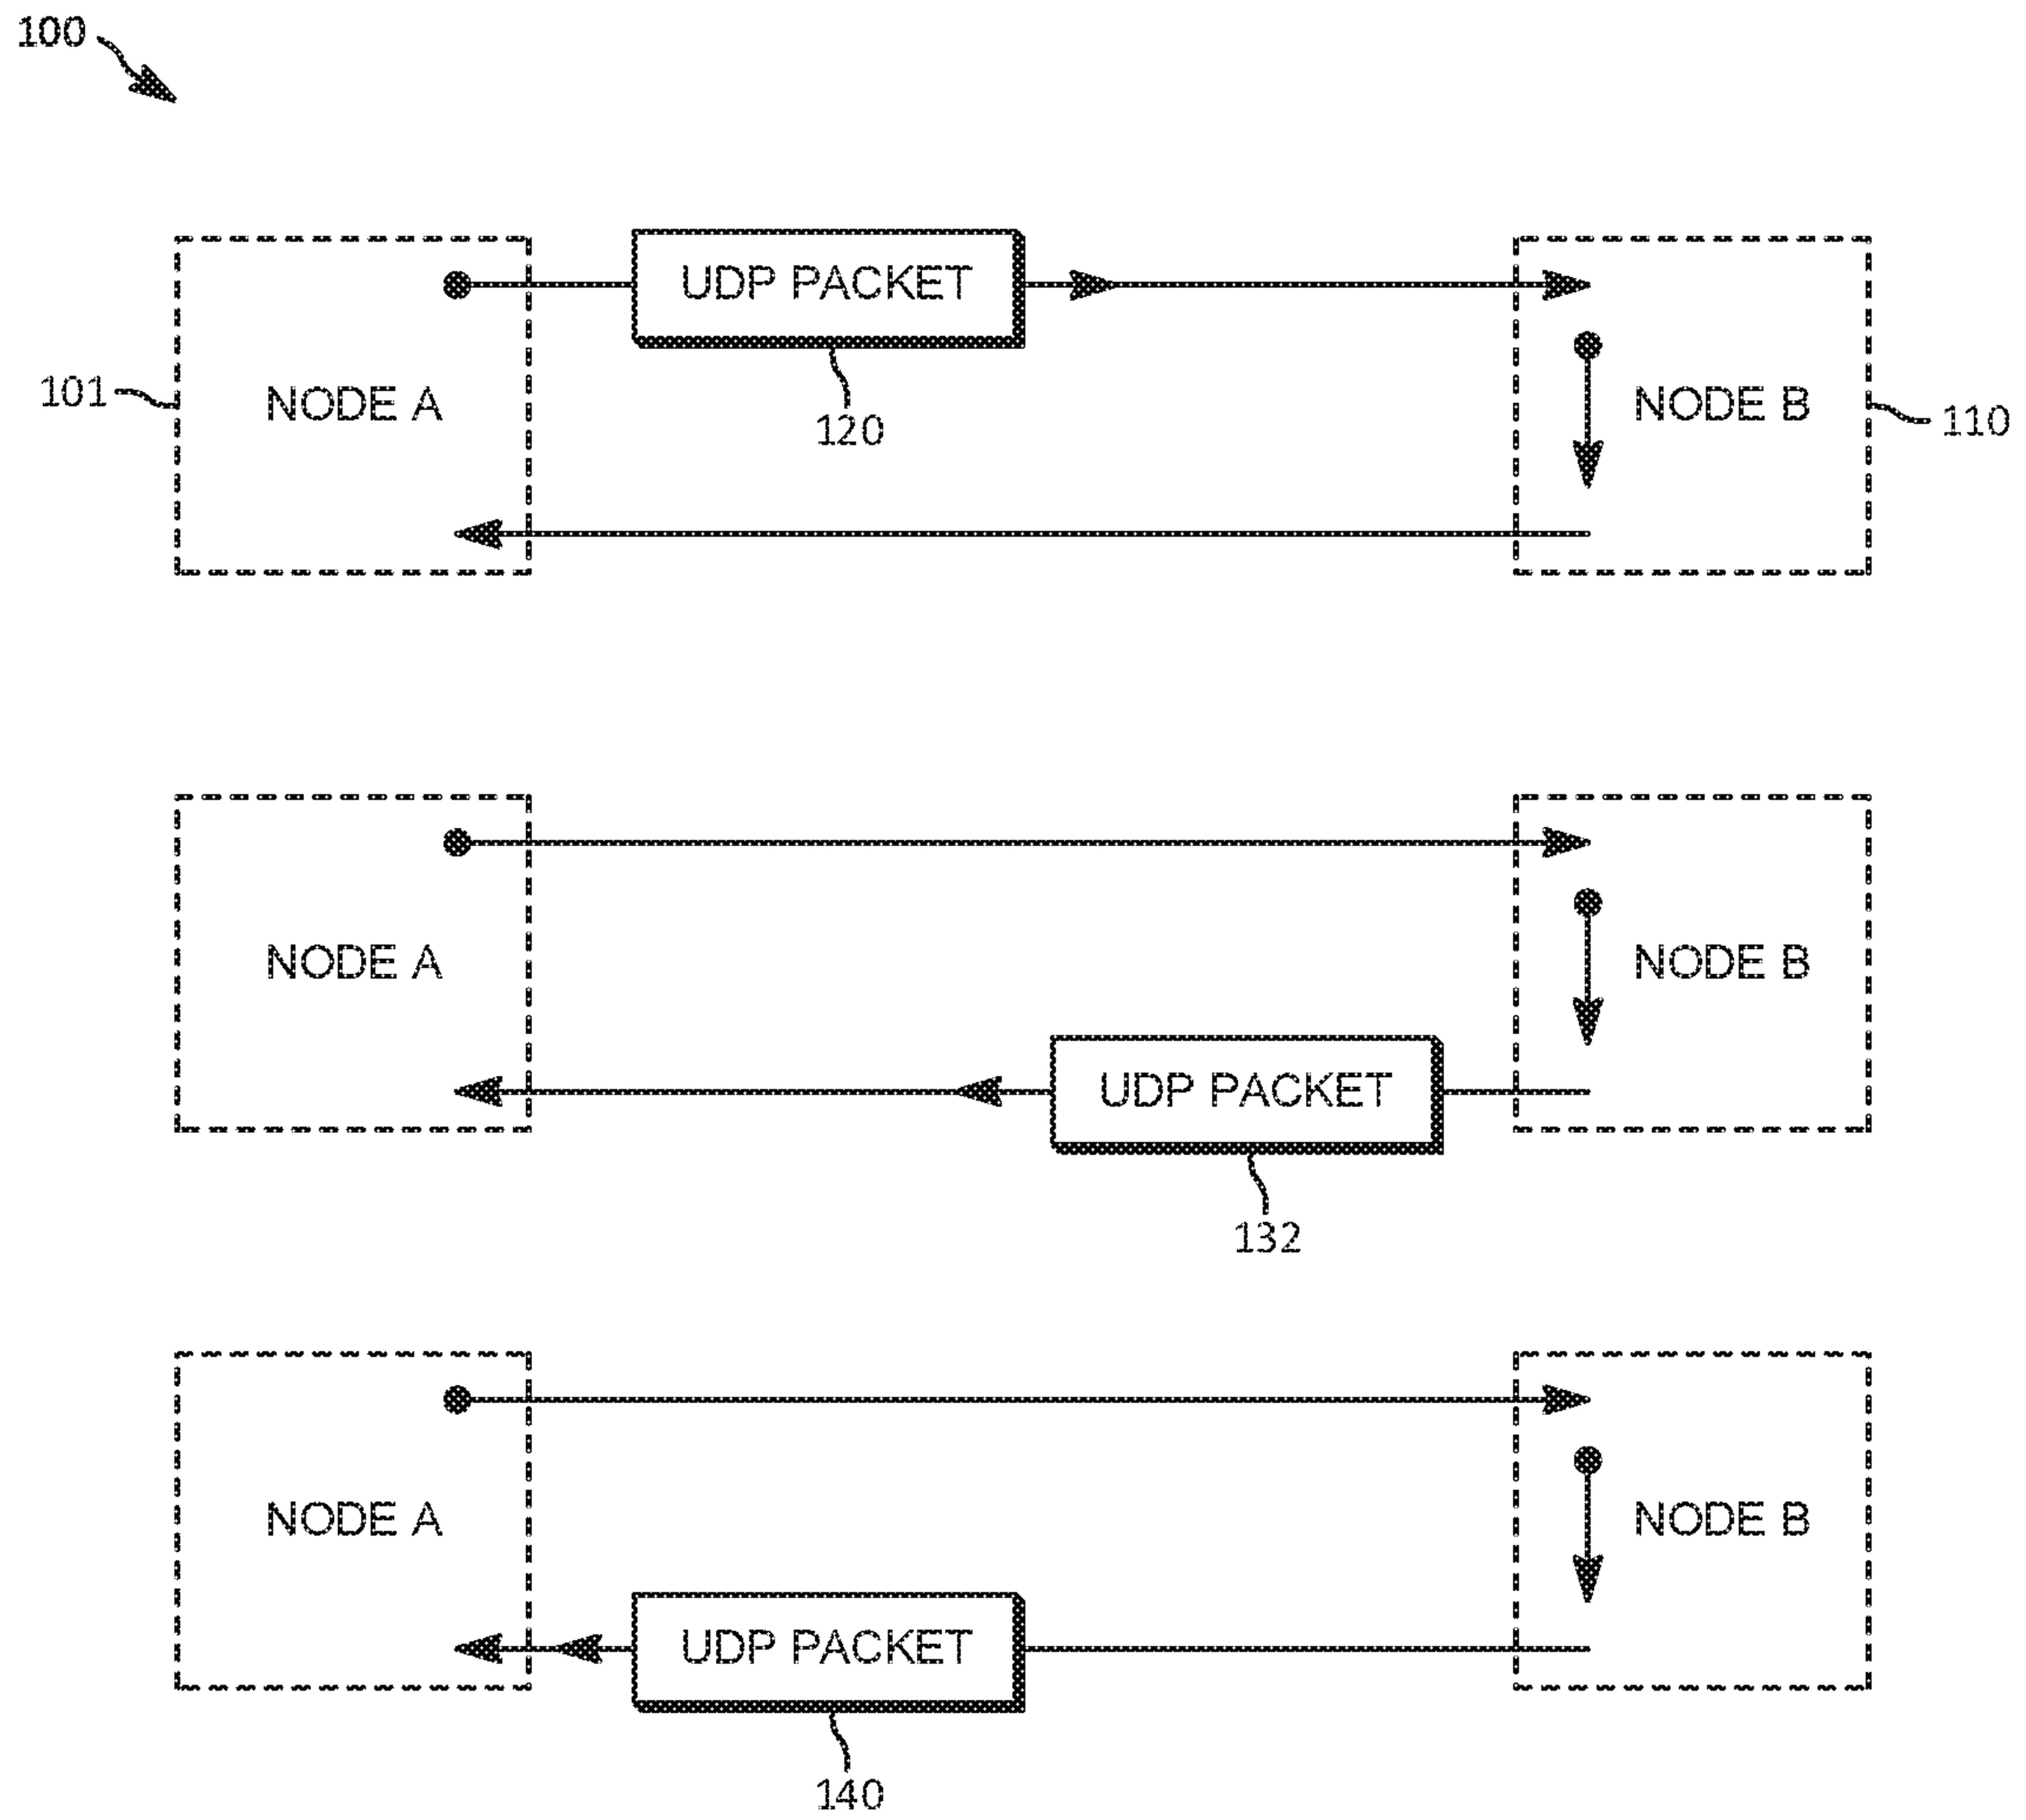 100
UDP PACKET
101
NODE A
120
NODE B
110
NODE A
NODE B
UDP PACKET
132
NODE A
NODE B
UDP PACKET
140